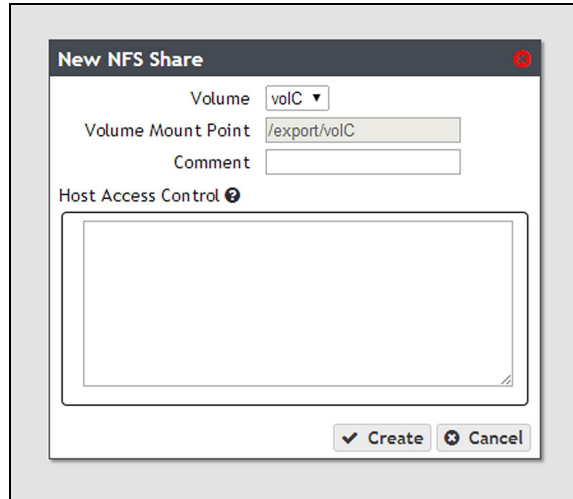 New NFS Share
Volume volC
Volume Mount Point /export/volC
Comment
Host Access Control
Create Cancel